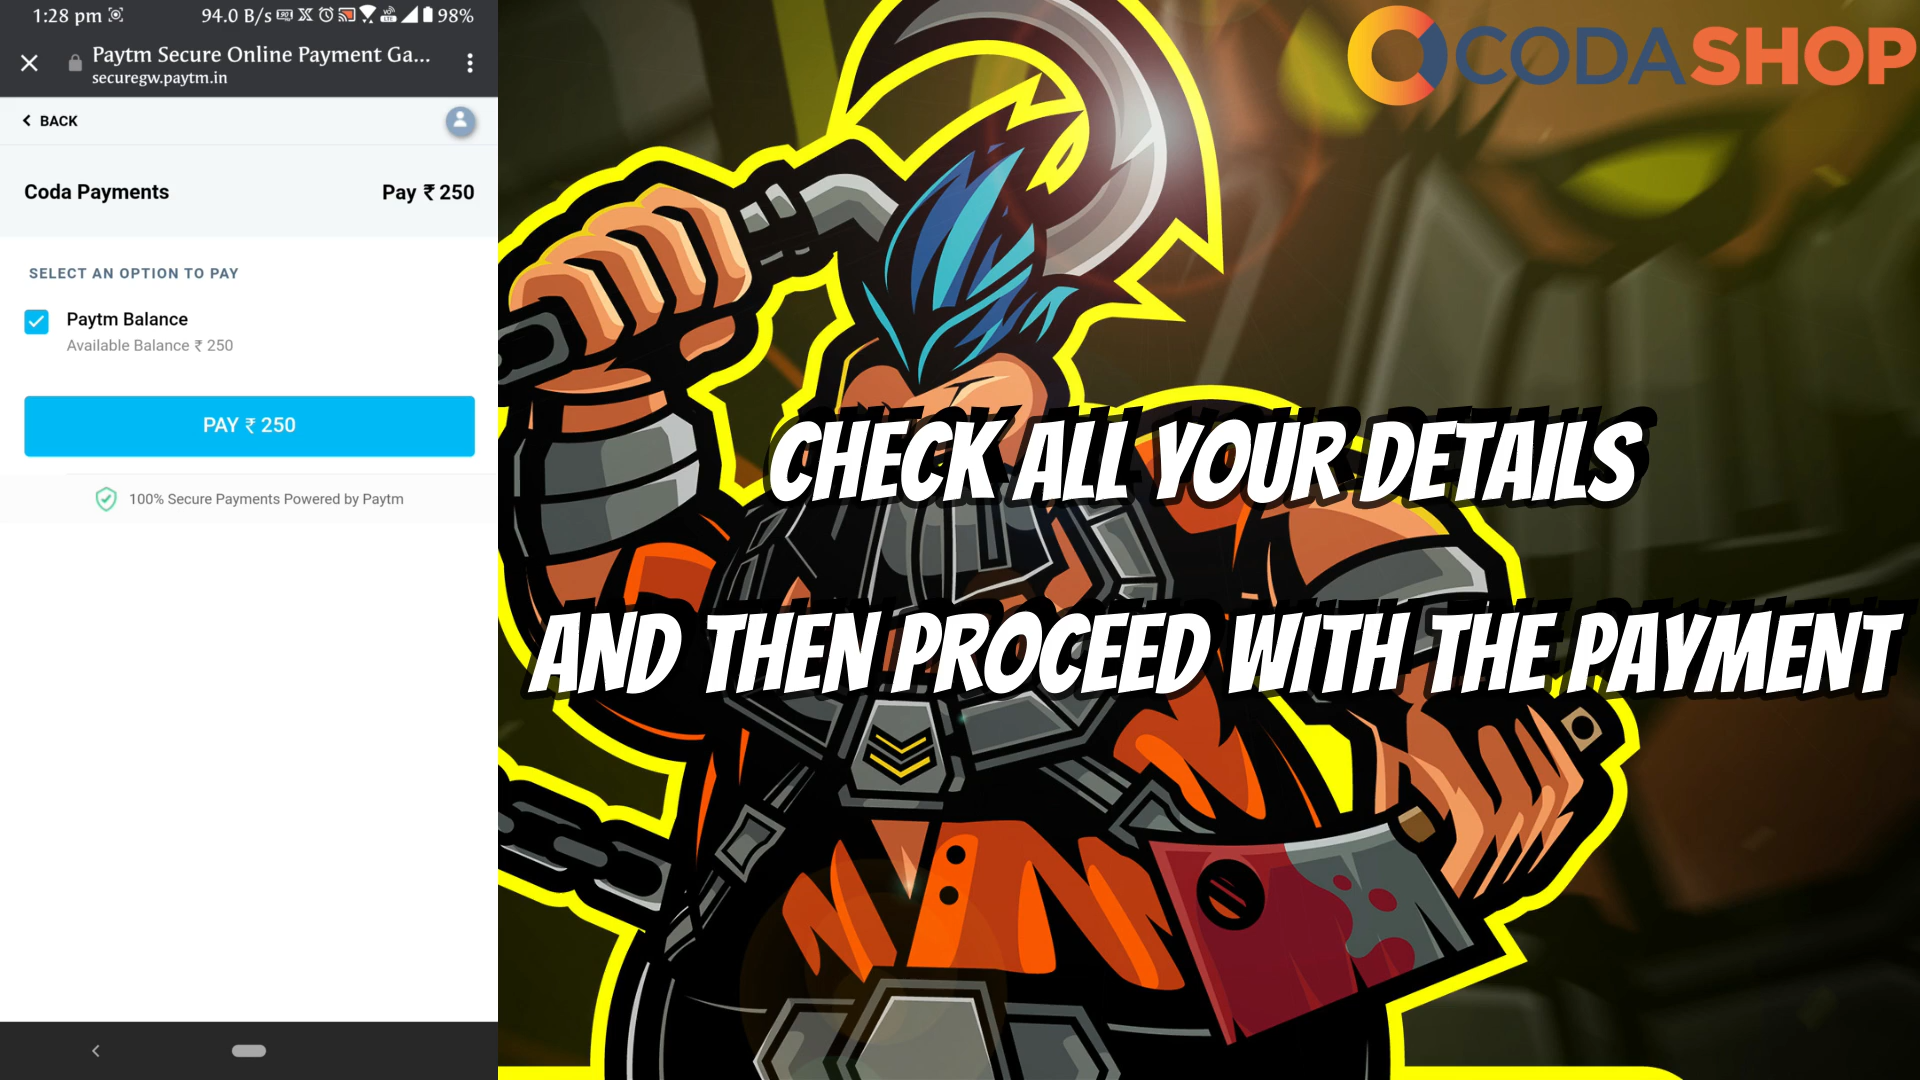 1:28 pm 94.0 B/s 98%
Paytm Secure Online Payment Ga...
securegw.paytm.in
BACK
Coda Payments Pay ₹ 250
SELECT AN OPTION TO PAY
Paytm Balance
Available Balance ₹ 250
PAY ₹ 250
100% Secure Payments Powered by Paytm
CODASHOP
CHECK ALL YOUR DETAILS
AND THEN PROCEED WITH THE PAYMENT